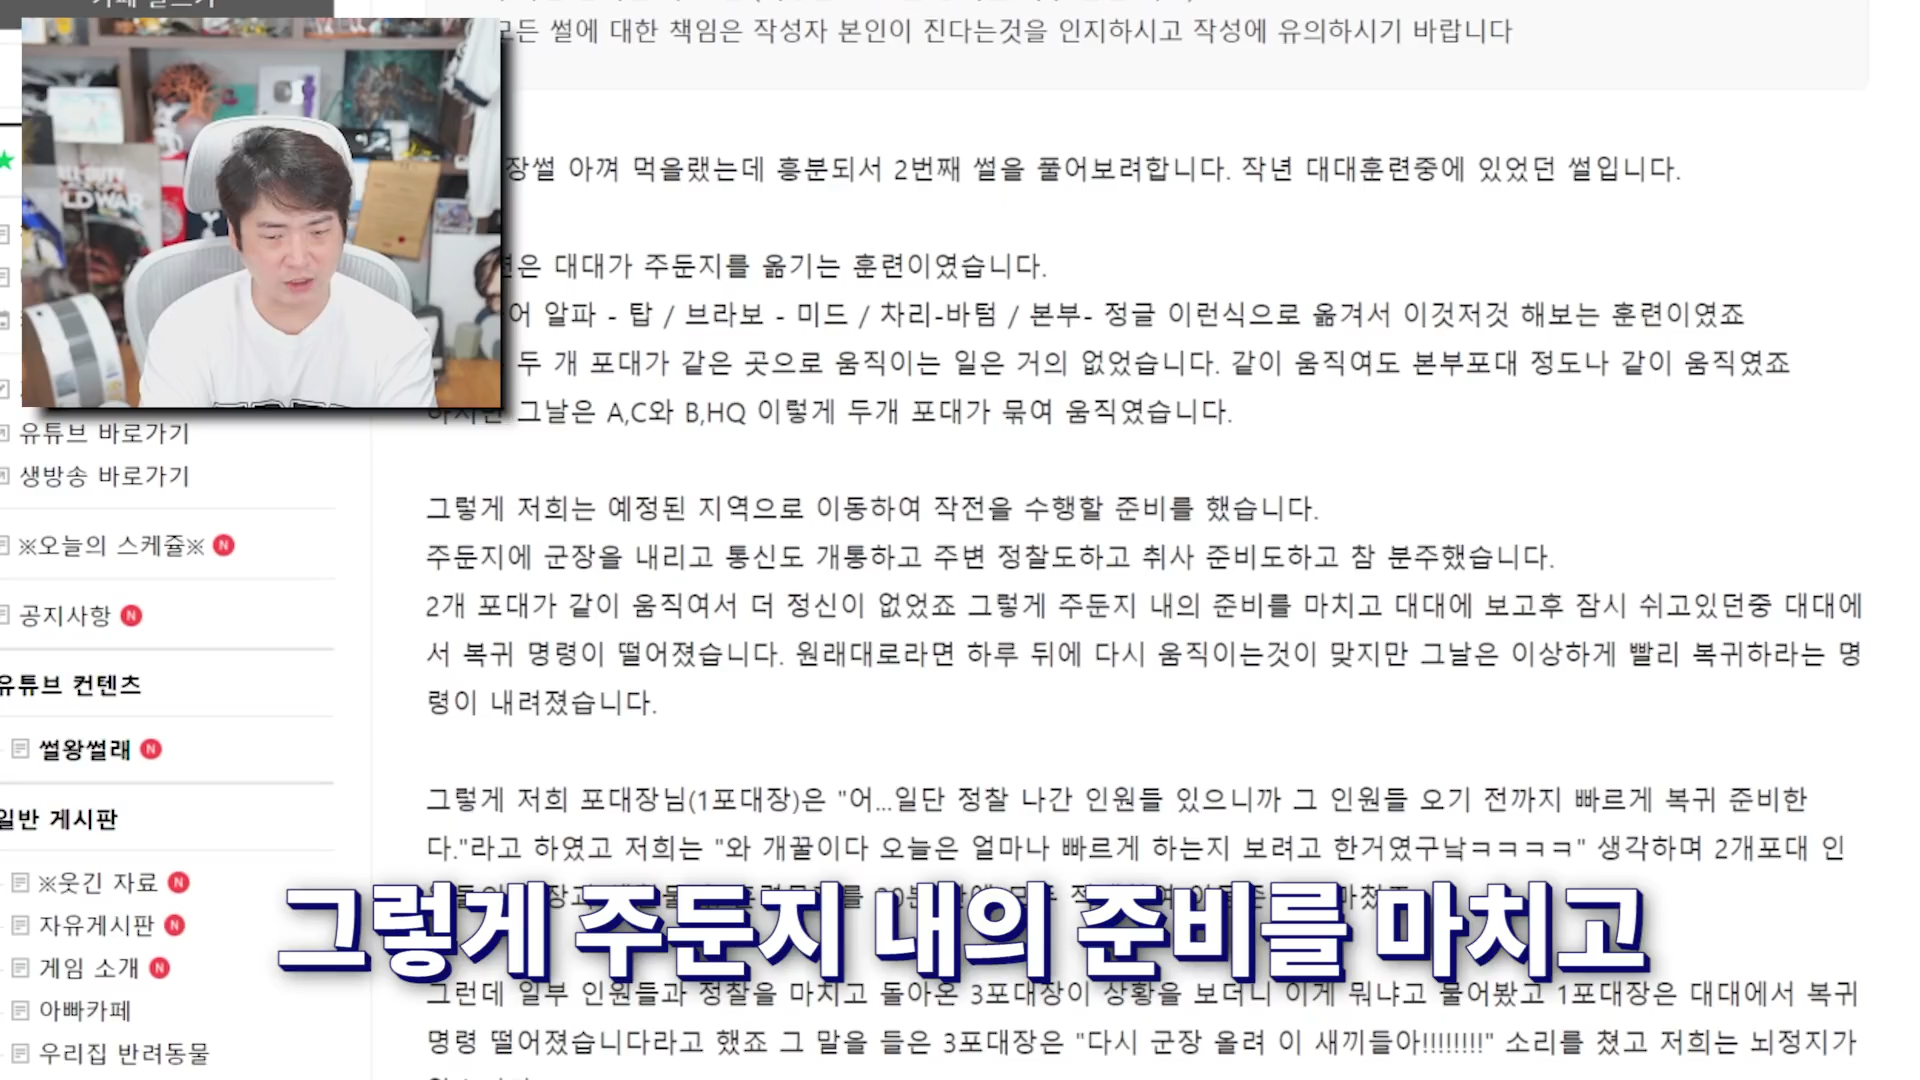 모든 썰에 대한 책임은 작성자 본인이 진다는것을 인지하시고 작성에 유의하시기 바랍니다
장썰 아껴 먹을랬는데 흥분되서 2번째 썰을 풀어보려합니다. 작년 대대훈련중에 있었던 썰입니다.
은 대대가 주둔지를 옮기는 훈련이였습니다.
어 알파 - 탑 / 브라보 - 미드 / 차리-바텀 / 본부- 정글 이런식으로 옮겨서 이것저것 해보는 훈련이였죠
두 개 포대가 같은 곳으로 움직이는 일은 거의 없었습니다. 같이 움직여도 본부포대 정도나 같이 움직였죠
하지만 그날은 A,C와 B,HQ 이렇게 두개 포대가 묶여 움직였습니다.
그렇게 저희는 예정된 지역으로 이동하여 작전을 수행할 준비를 했습니다.
주둔지에 군장을 내리고 통신도 개통하고 주변 정찰도하고 취사 준비도하고 참 분주했습니다.
2개 포대가 같이 움직여서 더 정신이 없었죠 그렇게 주둔지 내의 준비를 마치고 대대에 보고후 잠시 쉬고있던중 대대에
서 복귀 명령이 떨어졌습니다. 원래대로라면 하루 뒤에 다시 움직이는것이 맞지만 그날은 이상하게 빨리 복귀하라는 명
령이 내려졌습니다.
그렇게 저희 포대장님(1포대장)은 "어...일단 정찰 나간 인원들 있으니까 그 인원들 오기 전까지 빠르게 복귀 준비한
다."라고 하였고 저희는 "와 개꿀이다 오늘은 얼마나 빠르게 하는지 보려고 한거였구낰ㅋㅋㅋㅋ" 생각하며 2개포대 인
그런데 일부 인원들과 정찰을 마치고 돌아온 3포대장이 상황을 보더니 이게 뭐냐고 물어봤고 1포대장은 대대에서 복귀
명령 떨어졌습니다라고 했죠 그 말을 들은 3포대장은 "다시 군장 올려 이 새끼들아!!!!!!!!" 소리를 쳤고 저희는 뇌정지가
그렇게 주둔지 내의 준비를 마치고
유튜브 바로가기
생방송 바로가기
※오늘의 스케쥴※ N
공지사항 N
유튜브 컨텐츠
썰왕썰래 N
일반 게시판
※웃긴 자료 N
자유게시판 N
게임 소개 N
아빠카페
우리집 반려동물